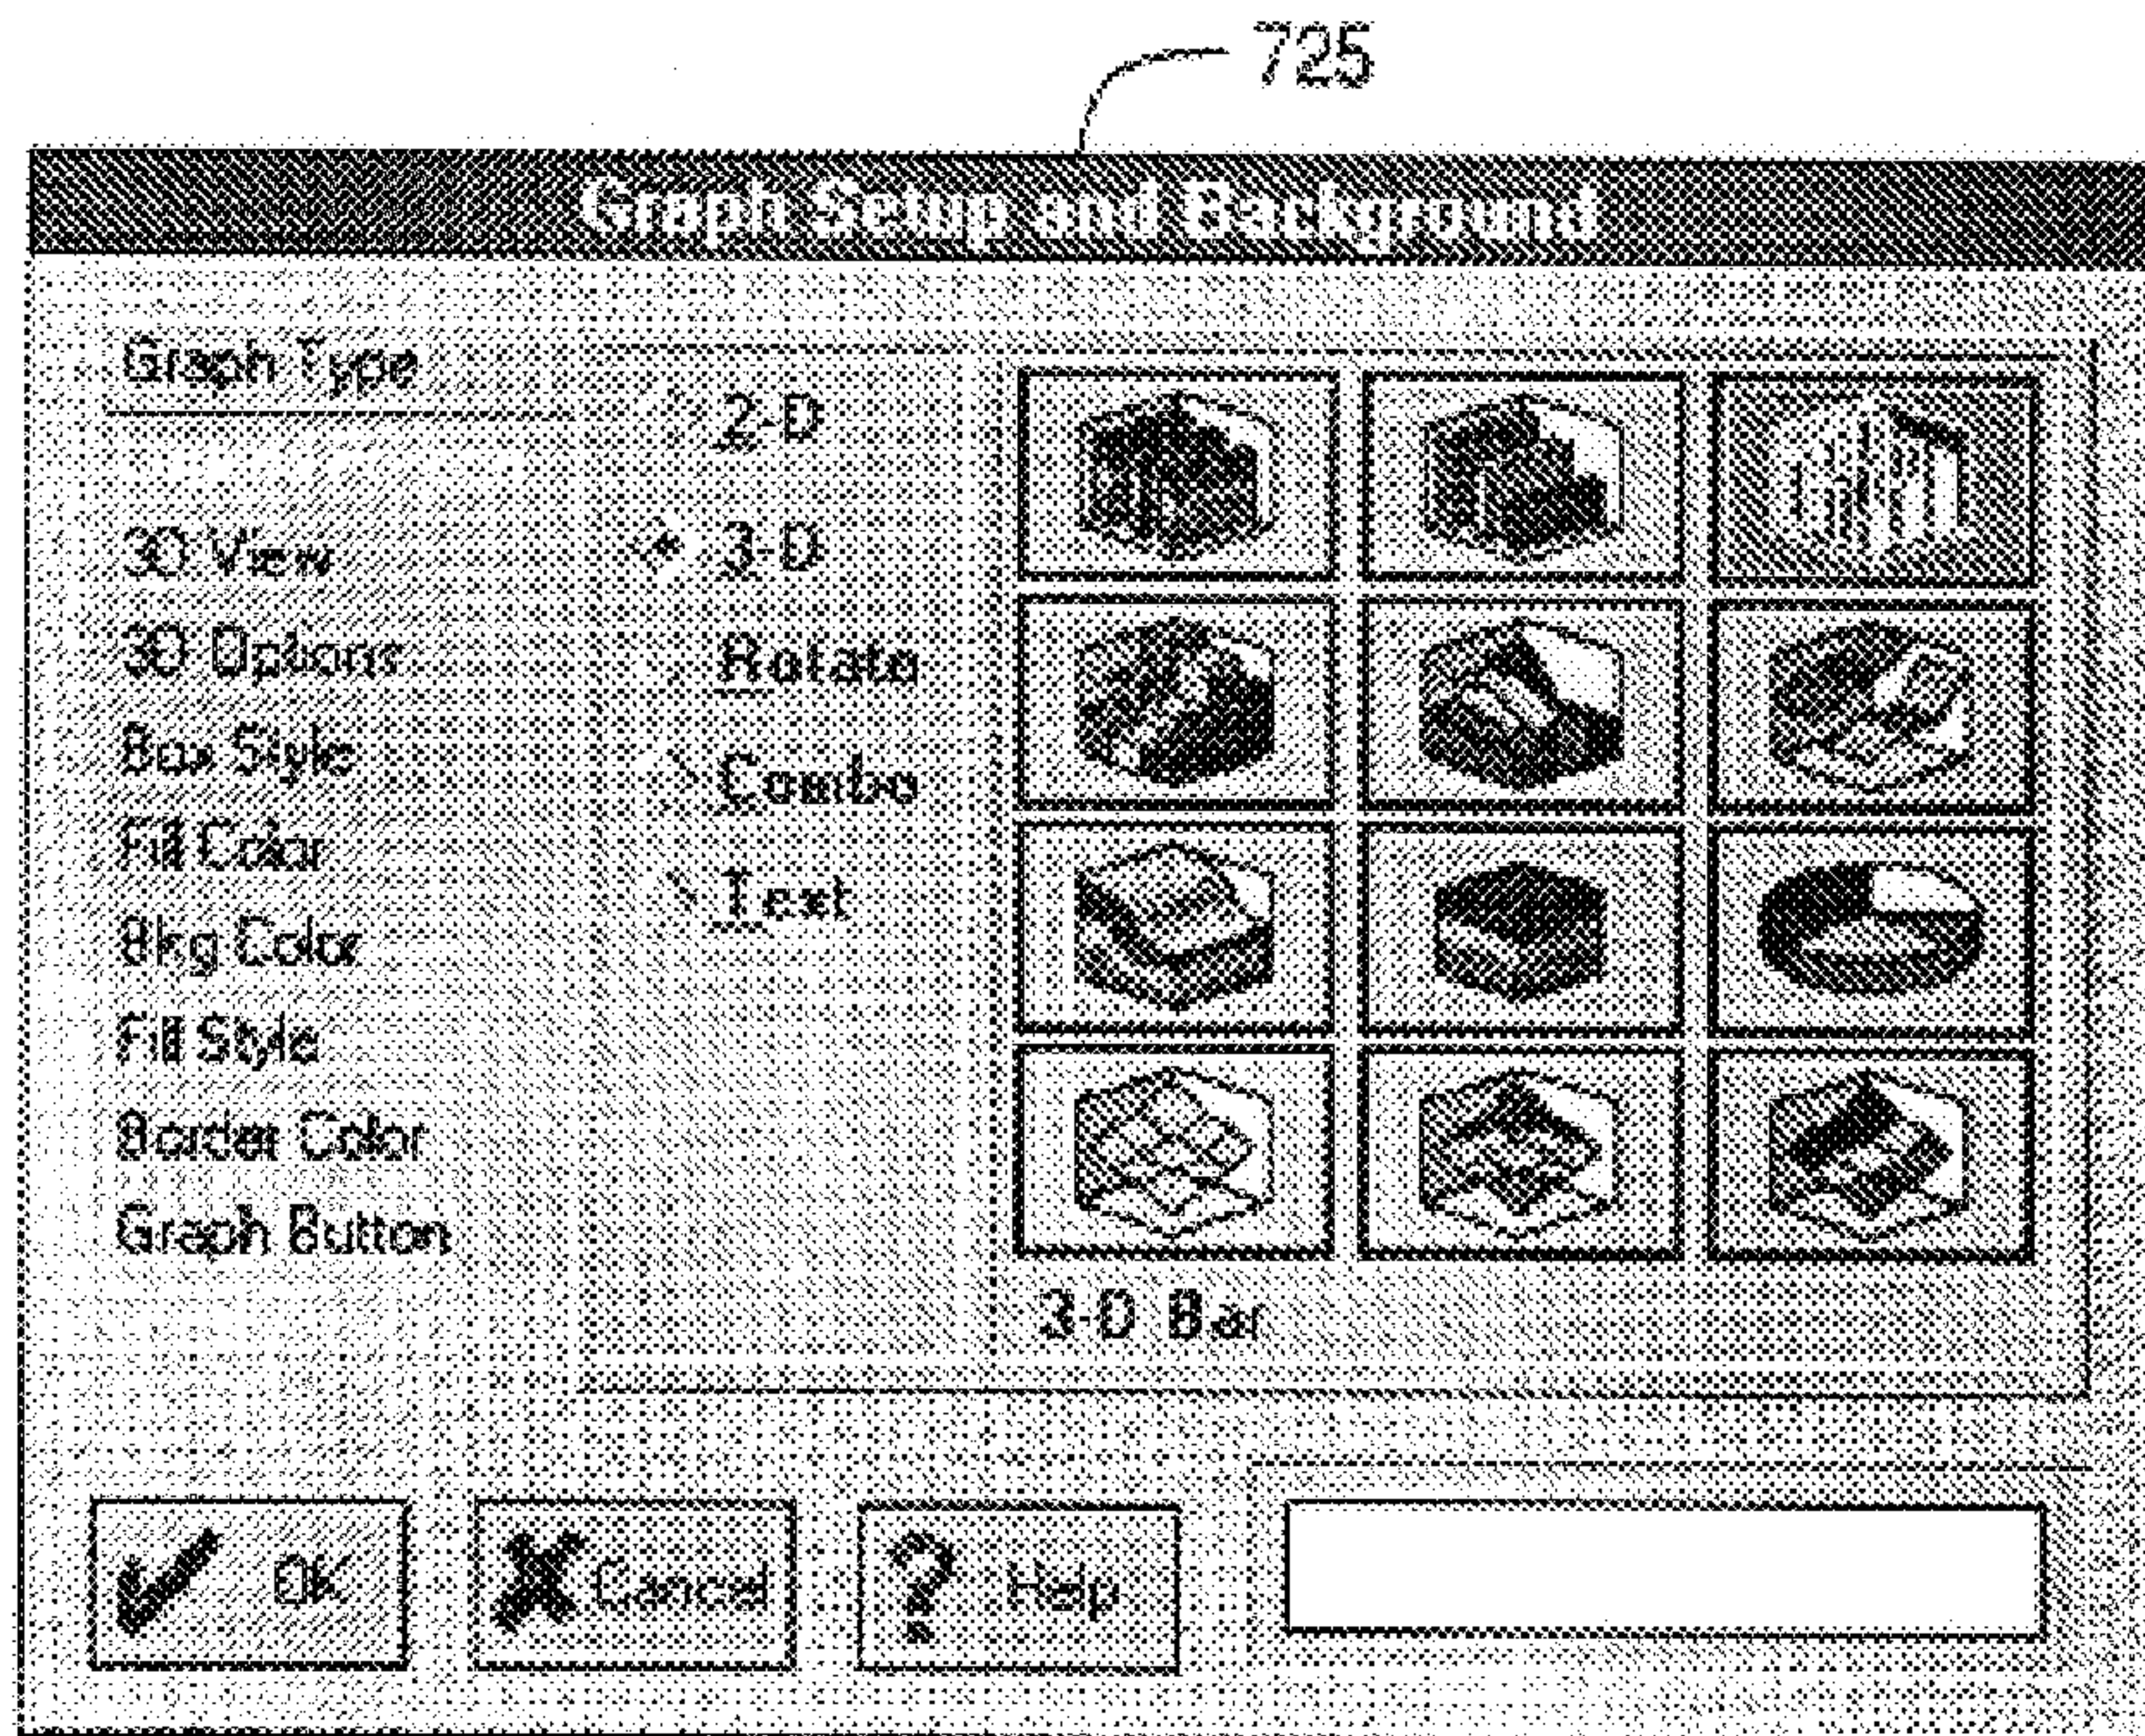 725
Graph Setup and Background
Graph Type
3D View
3D Options
Box Style
Fill Color
Bkg Color
Fill Style
Border Color
Graph Button
2-D
3-D
Rotate
Combo
Text
3-D Bar
OK
Cancel
Help